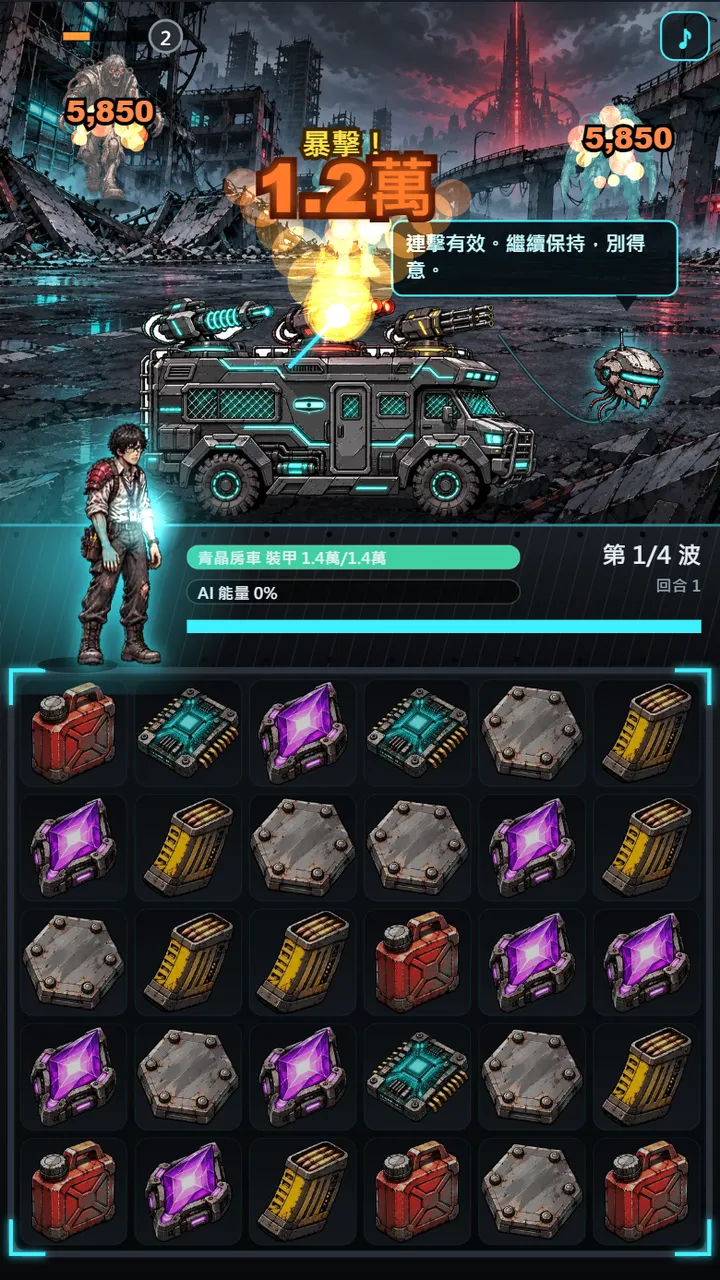 2
5,850
5,850
暴擊！
1.2萬
連擊有效。繼續保持，別得
意。
青晶房車 裝甲 1.4萬/1.4萬
第 1/4 波
AI 能量 0%
回合 1